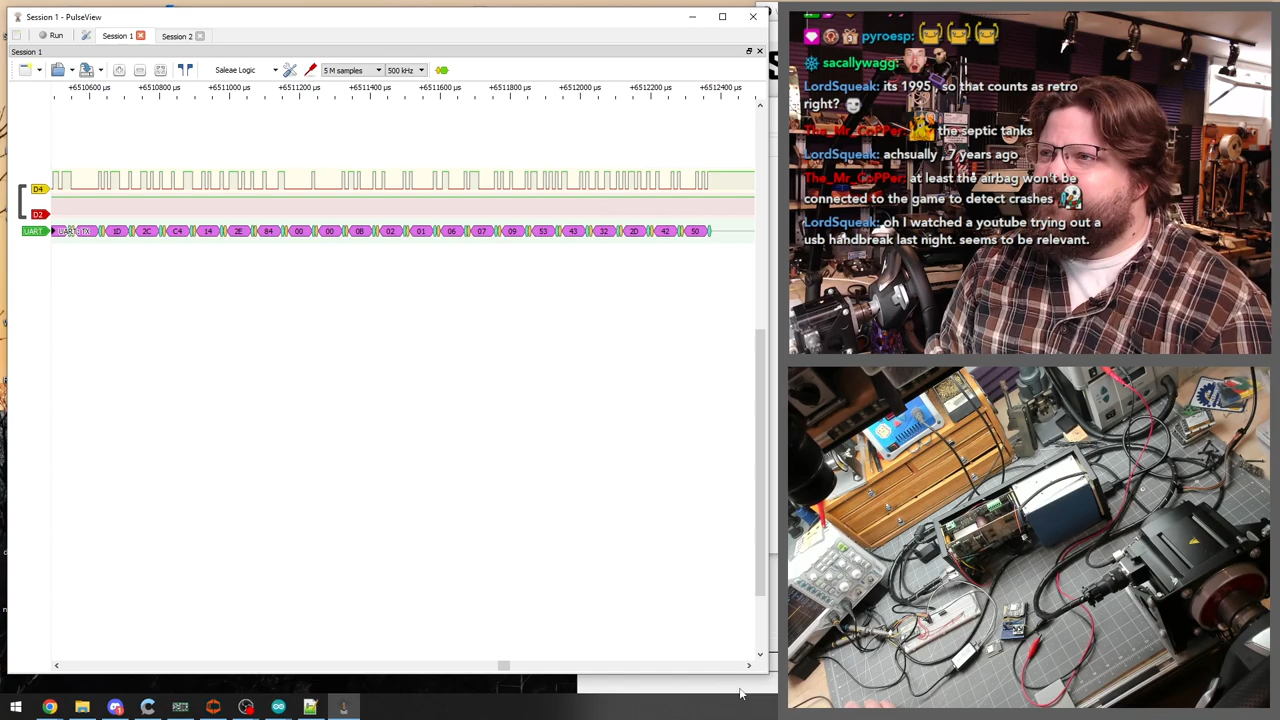 Session 1 - PulseView
Run
Session 1
Session 2
Session 1
Saleae Logic
5 M samples
500 kHz
+6510600 µs
+6510800 µs
+6511000 µs
+6511200 µs
+6511400 µs
+6511600 µs
+6511800 µs
+6512000 µs
+6512200 µs
+6512400 µs
D4
D2
UART
UART: TX
1D 2C C4 14 2E 84 00 00 0B 02 01 06 07 09 53 43 32 2D 42 50
pyroesp:
sacallywagg:
LordSqueak: its 1995 , so that counts as retro
right?
The_Mr_CoPPer: the septic tanks
LordSqueak: achsually , 7 years ago
The_Mr_CoPPer: at least the airbag won't be
connected to the game to detect crashes
LordSqueak: oh I watched a youtube trying out a
usb handbreak last night. seems to be relevant.